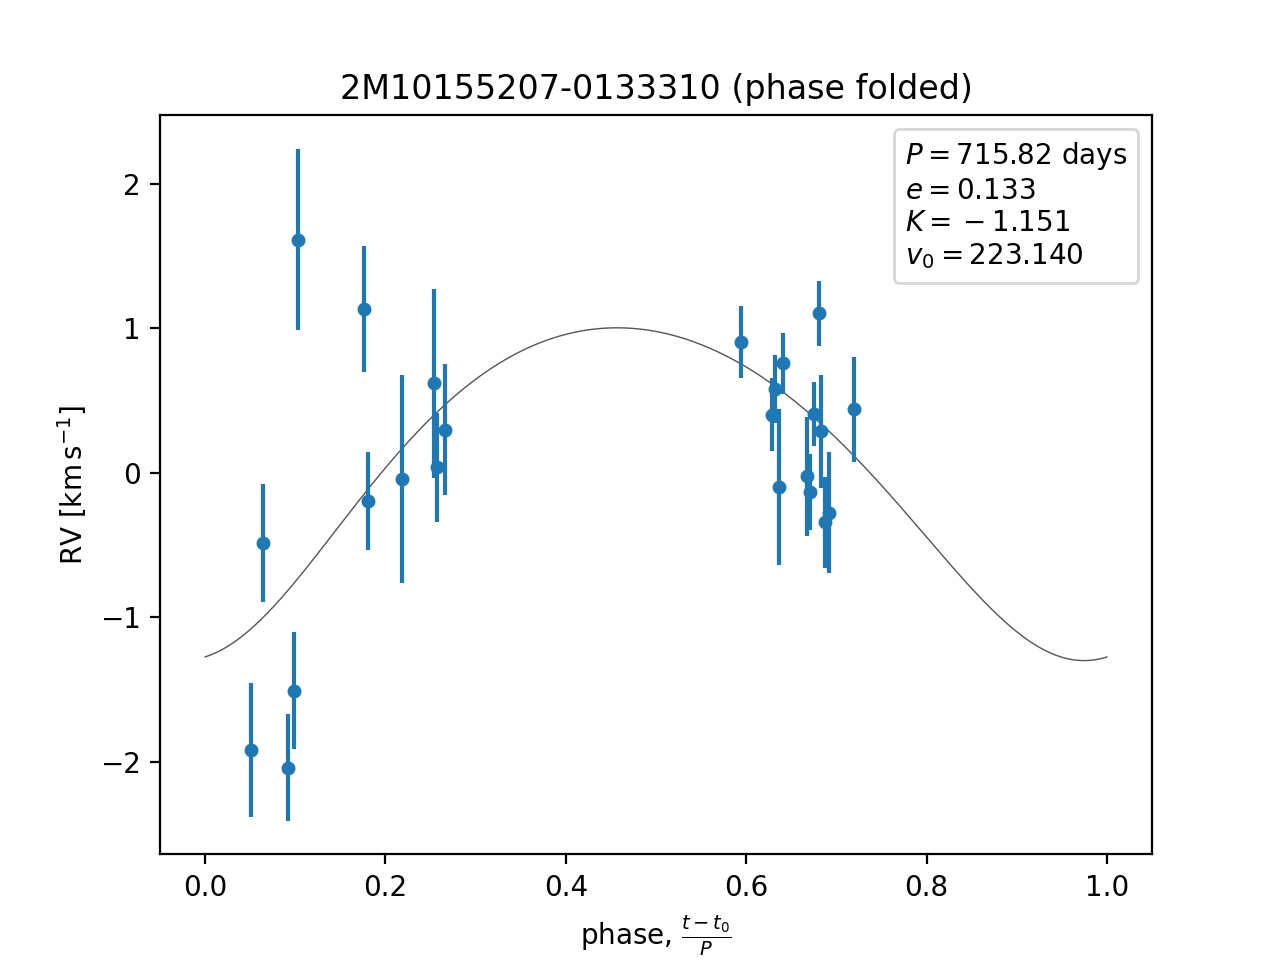 2M10155207-0133310 (phase folded)
P = 715.82 days
e = 0.133
K = −1.151
v₀ = 223.140
RV [km s⁻¹]
2
1
0
−1
−2
0.0 0.2 0.4 0.6 0.8 1.0
phase, (t − t₀)/P